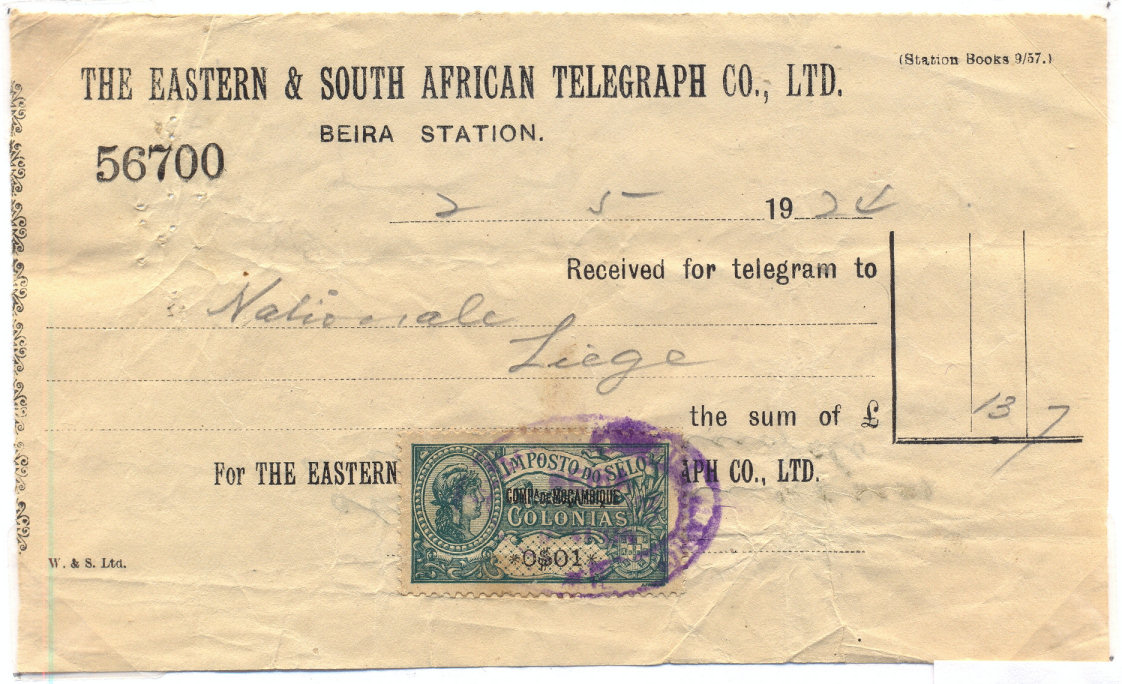 (Station Books 9/57.)
THE EASTERN & SOUTH AFRICAN TELEGRAPH CO., LTD.
BEIRA STATION.
56700
2 5 1924
Received for telegram to
Nationale
Liege
the sum of £ 13 7
For THE EASTERN APH CO., LTD.
IMPOSTO DO SELO
COMPA. DE MOÇAMBIQUE
COLONIAS
*0$01*
W. & S. Ltd.